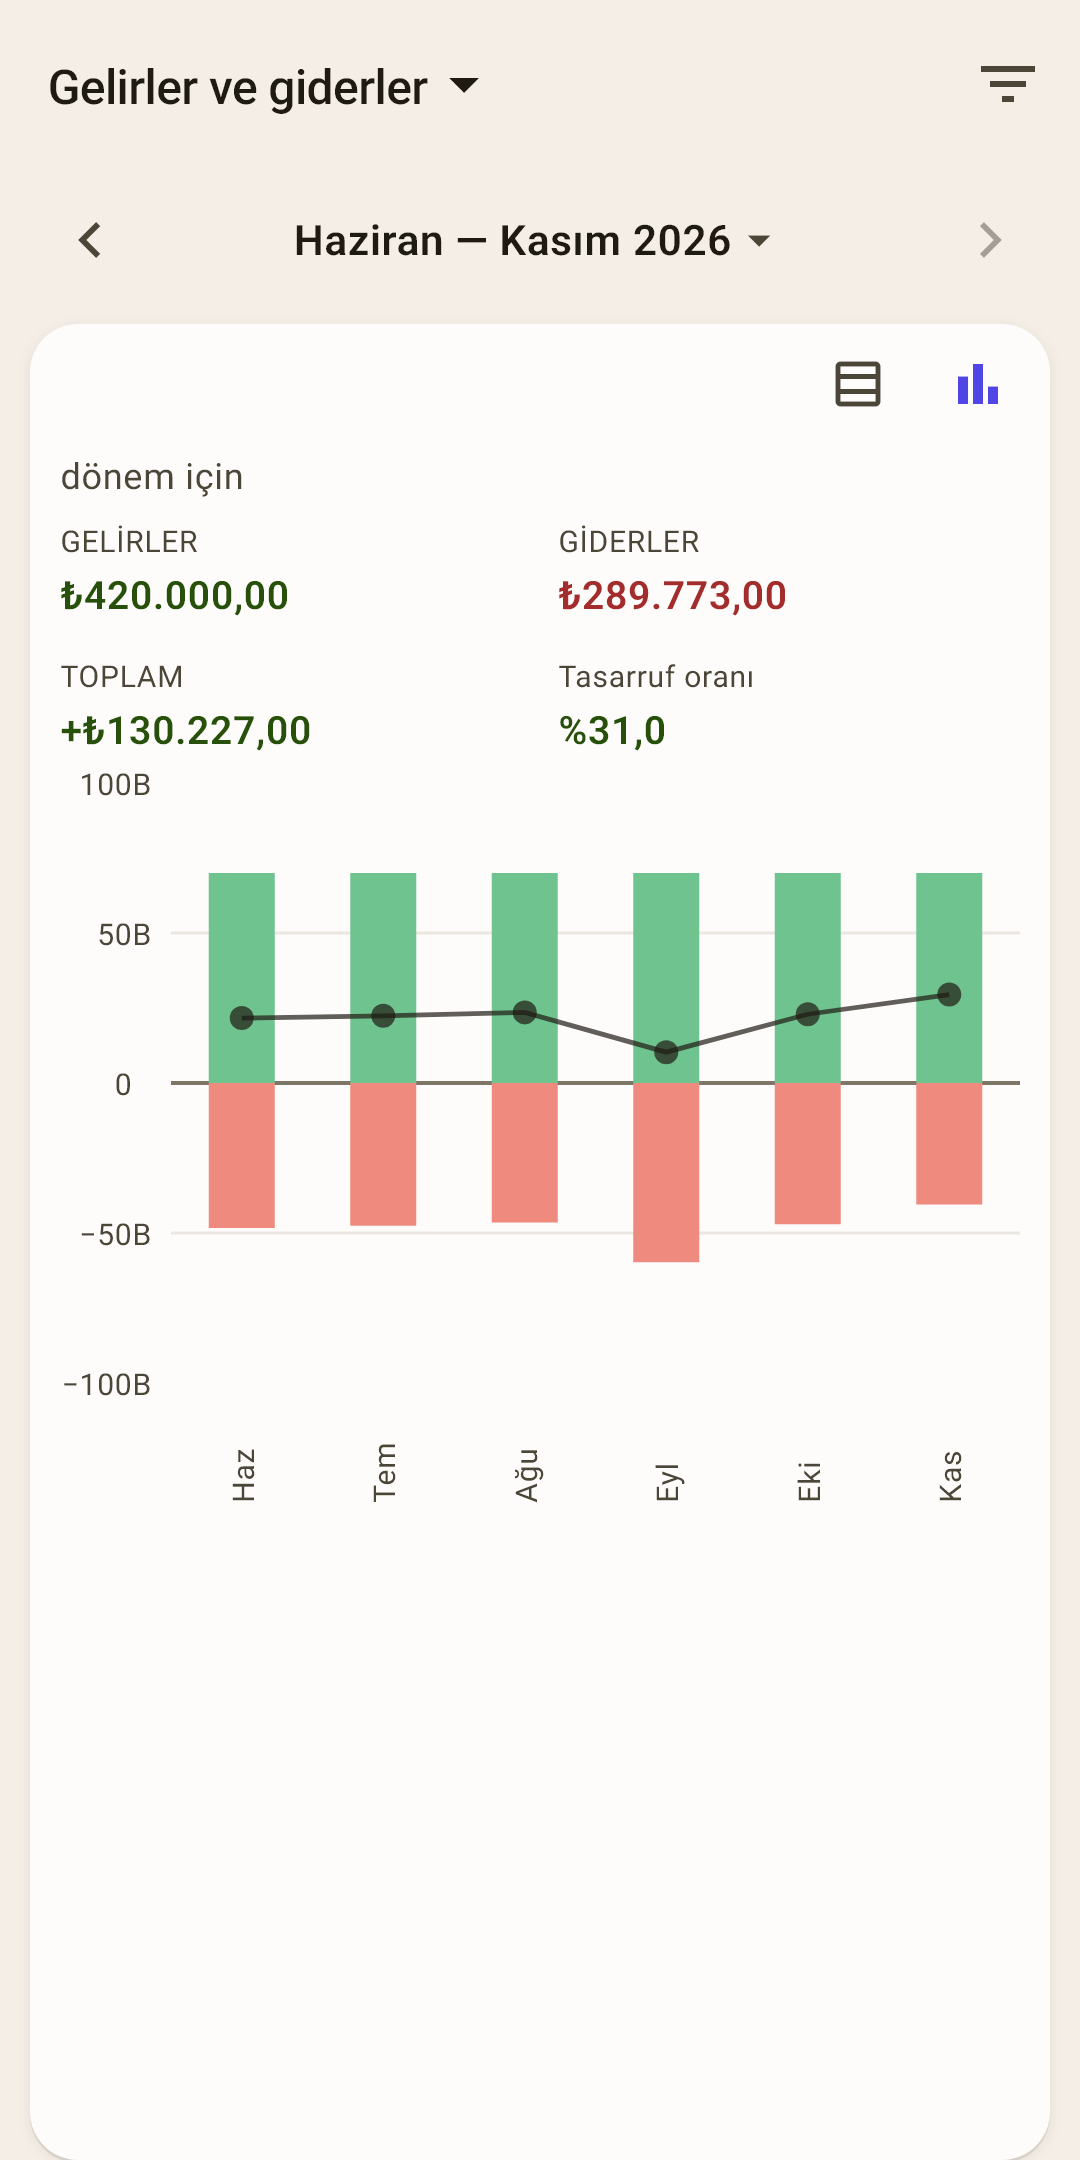 Gelirler ve giderler
Haziran — Kasım 2026
dönem için
GELİRLER
GİDERLER
₺420.000,00
₺289.773,00
TOPLAM
Tasarruf oranı
+₺130.227,00
%31,0
100B
50B
0
−50B
−100B
Haz
Tem
Ağu
Eyl
Eki
Kas